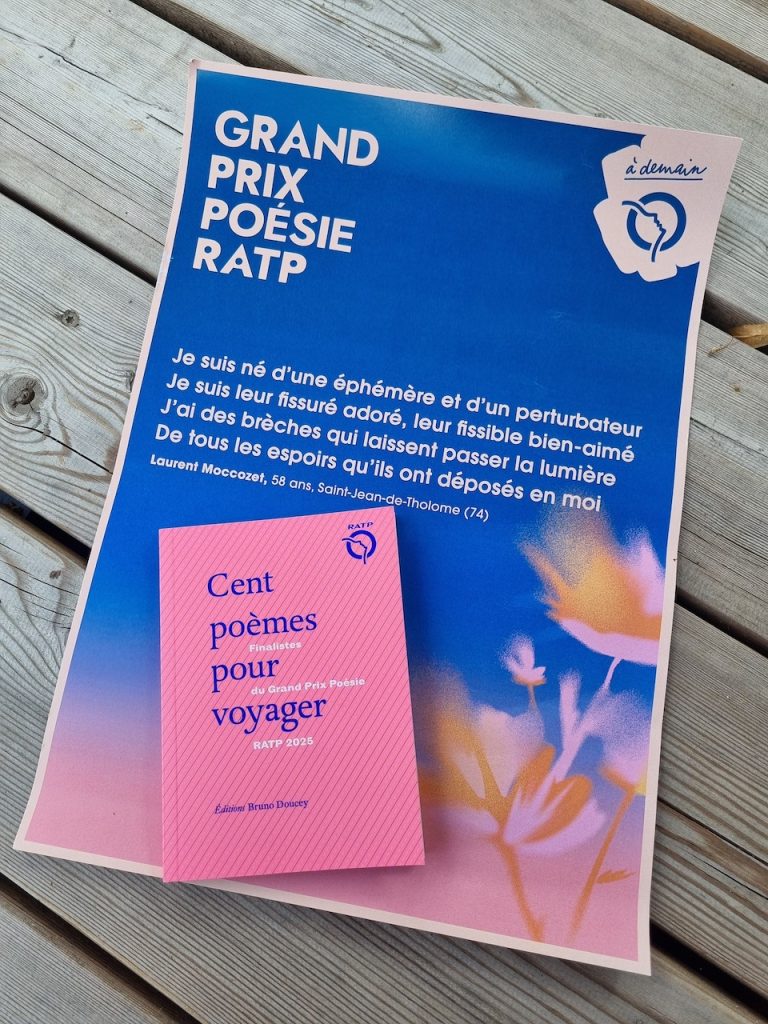 GRAND
PRIX
POÉSIE
RATP
à demain
Je suis né d'une éphémère et d'un perturbateur
Je suis leur fissuré adoré, leur fissible bien-aimé
J'ai des brèches qui laissent passer la lumière
De tous les espoirs qu'ils ont déposés en moi
Laurent Moccozet, 58 ans, Saint-Jean-de-Tholome (74)
RATP
Cent
poèmes
Finalistes
pour
du Grand Prix Poésie
voyager
RATP 2025
Éditions Bruno Doucey